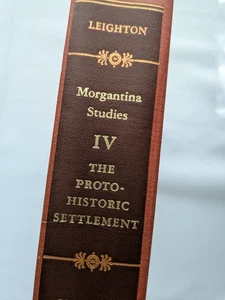 LEIGHTON
Morgantina
Studies
IV
THE
PROTO-
HISTORIC
SETTLEMENT